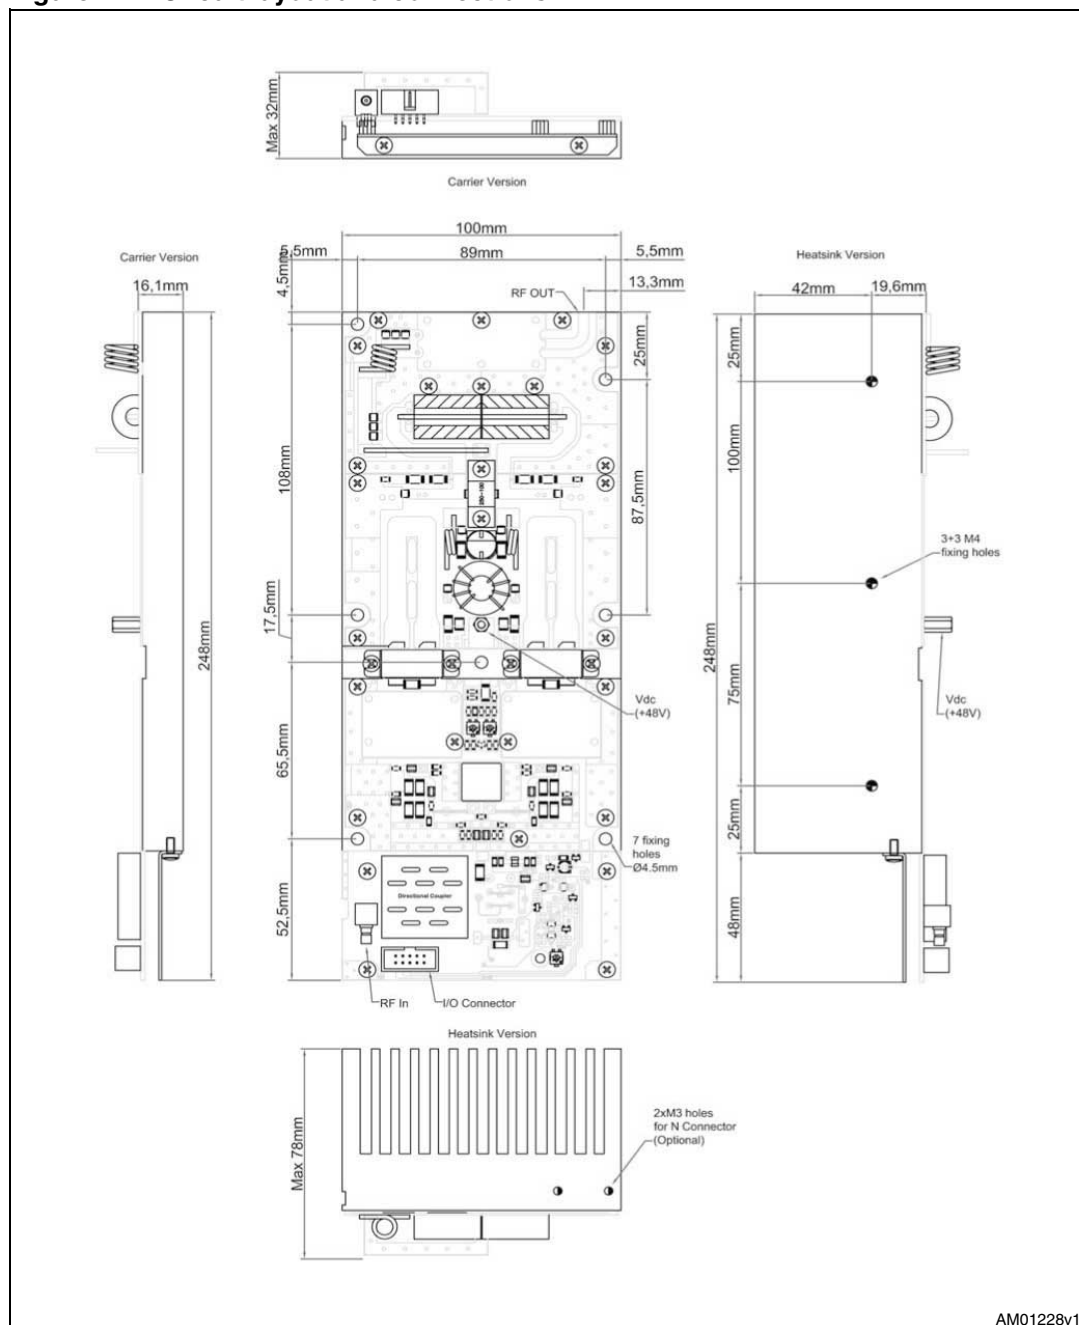 Max 32mm
Carrier Version
100mm
5,5mm
89mm
5,5mm
4,5mm
13,3mm
RF OUT
Carrier Version
16,1mm
Heatsink Version
42mm
19,6mm
25mm
25mm
108mm
87,5mm
100mm
17,5mm
248mm
3+3 M4
fixing holes
248mm
75mm
Vdc
(+48V)
Vdc
(+48V)
65,5mm
25mm
7 fixing
holes
Ø4.5mm
Directional Coupler
52,5mm
48mm
RF In
I/O Connector
Heatsink Version
Max 78mm
2xM3 holes
for N Connector
(Optional)
AM01228v1